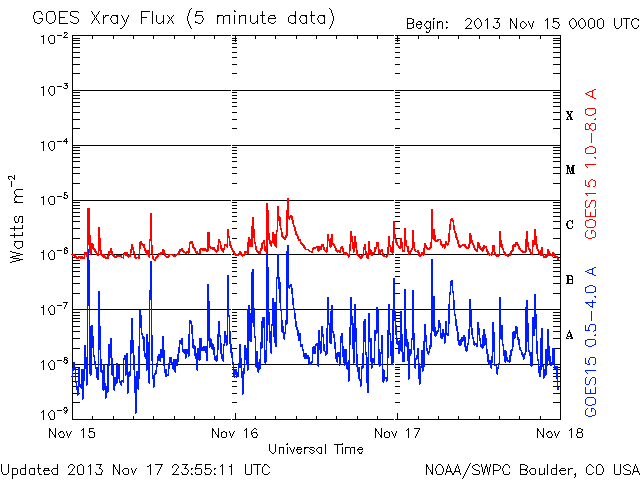 GOES Xray Flux (5 minute data)
Begin: 2013 Nov 15 0000 UTC
10⁻²
10⁻³
10⁻⁴
10⁻⁵
10⁻⁶
10⁻⁷
10⁻⁸
10⁻⁹
Watts m⁻²
X
M
C
B
A
GOES15 1.0-8.0 A
GOES15 0.5-4.0 A
Nov 15
Nov 16
Nov 17
Nov 18
Universal Time
Updated 2013 Nov 17 23:55:11 UTC
NOAA/SWPC Boulder, CO USA